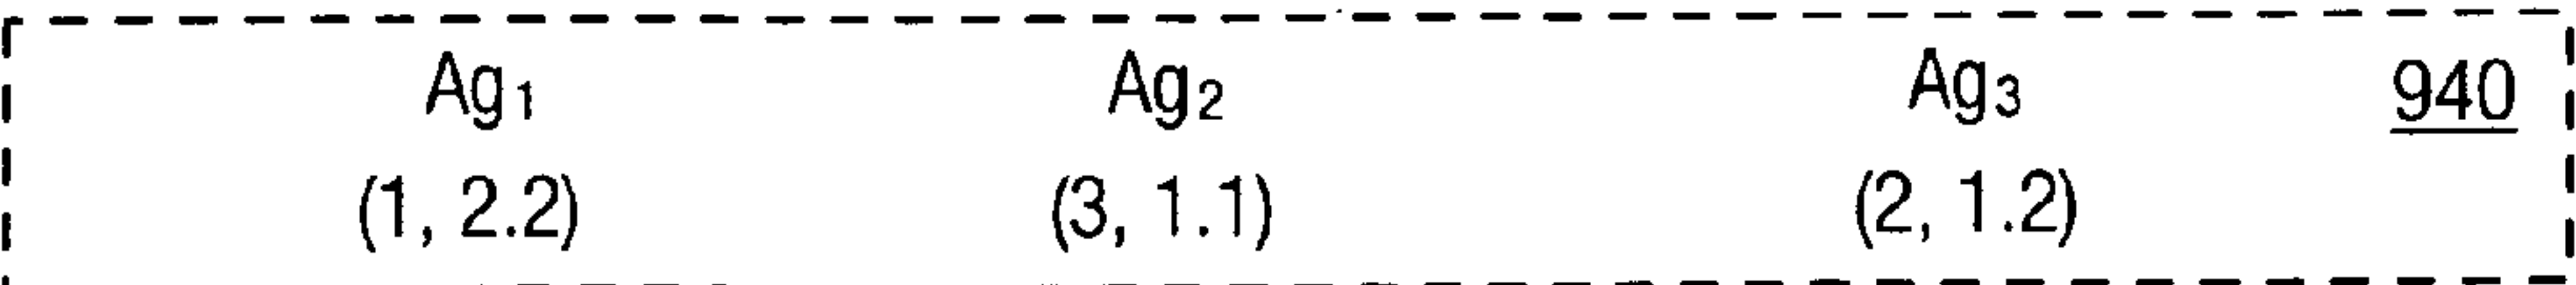 Ag1 Ag2 Ag3 940
(1, 2.2) (3, 1.1) (2, 1.2)